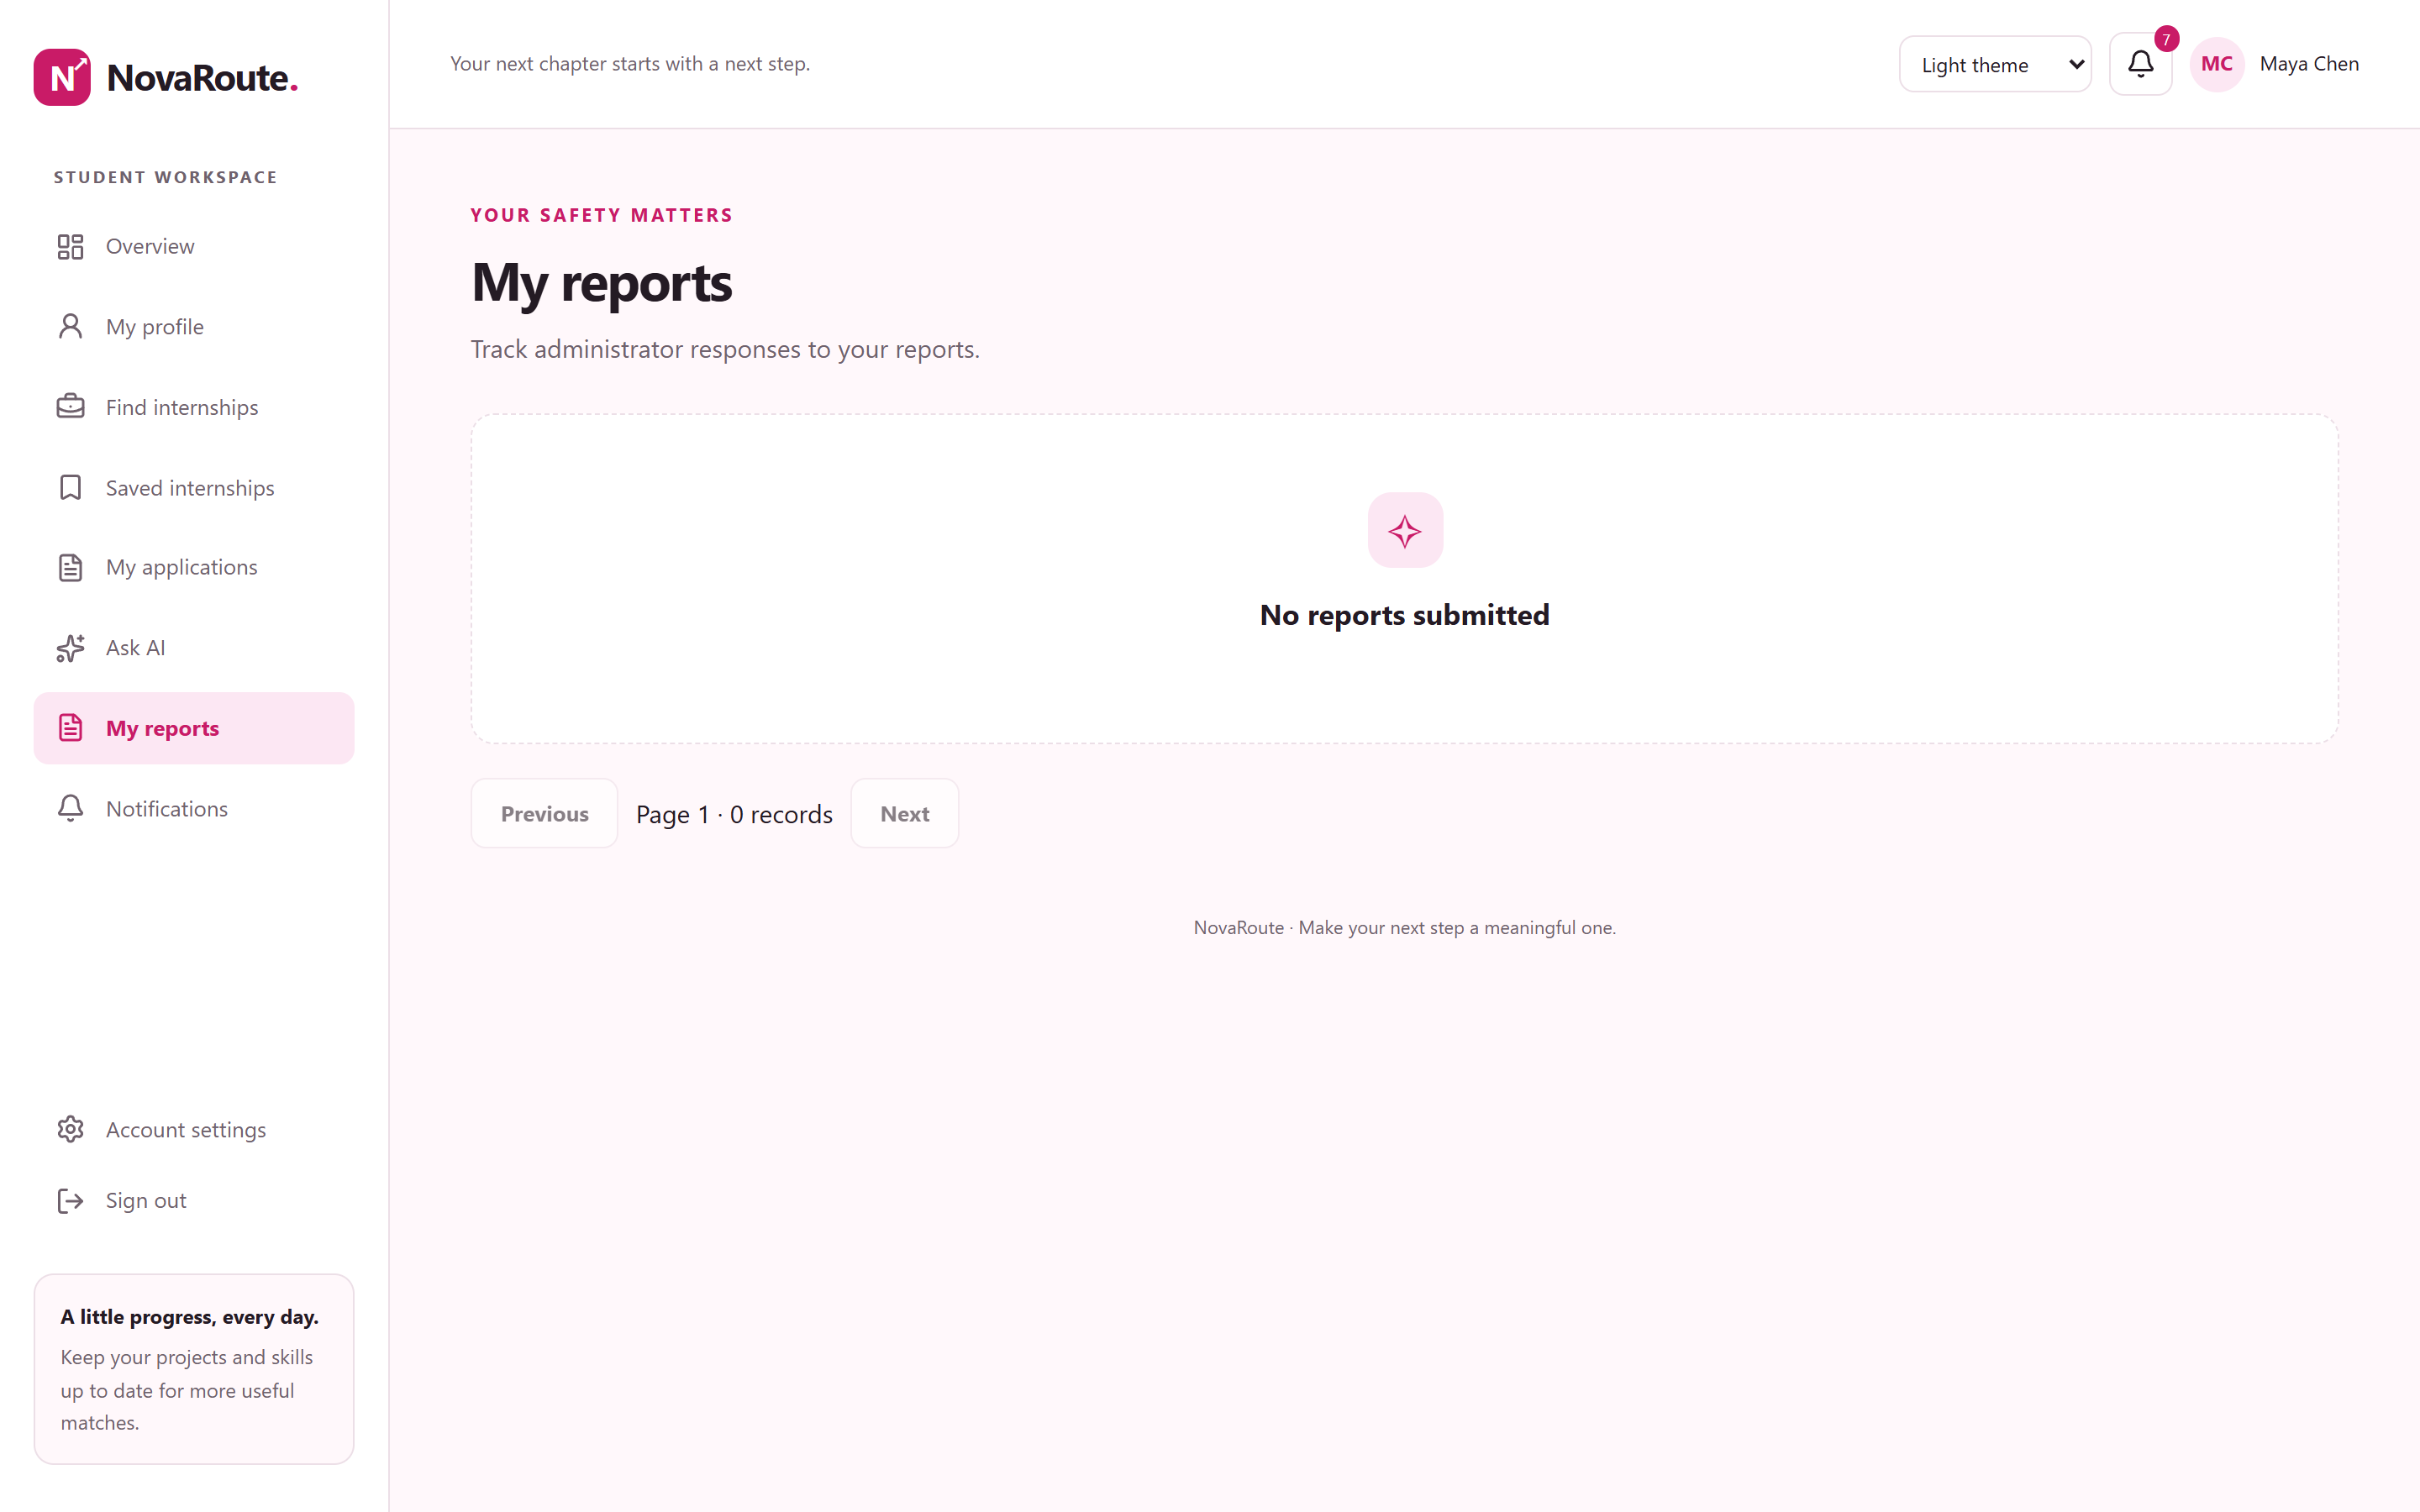 NovaRoute.
STUDENT WORKSPACE
Overview
My profile
Find internships
Saved internships
My applications
Ask AI
My reports
Notifications
Account settings
Sign out
A little progress, every day.
Keep your projects and skills
up to date for more useful
matches.
Your next chapter starts with a next step.
Light theme
7
MC
Maya Chen
YOUR SAFETY MATTERS
My reports
Track administrator responses to your reports.
No reports submitted
Previous
Page 1 · 0 records
Next
NovaRoute · Make your next step a meaningful one.